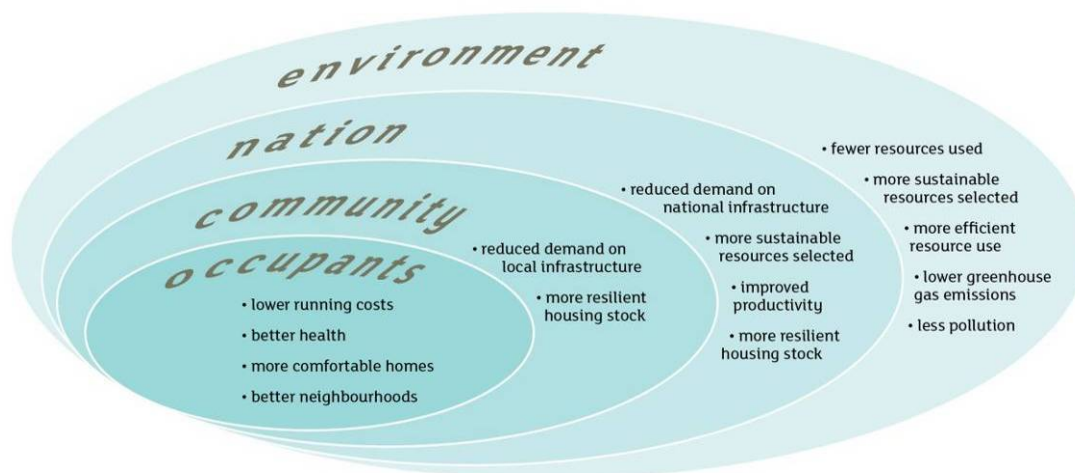 environment
nation
community
occupants
• lower running costs
• better health
• more comfortable homes
• better neighbourhoods
• reduced demand on
local infrastructure
• more resilient
housing stock
• reduced demand on
national infrastructure
• more sustainable
resources selected
• improved
productivity
• more resilient
housing stock
• fewer resources used
• more sustainable
resources selected
• more efficient
resource use
• lower greenhouse
gas emissions
• less pollution